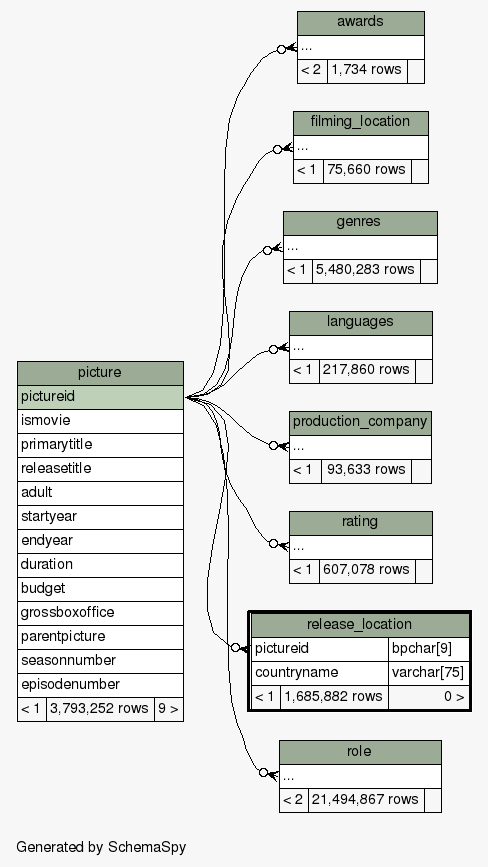 awards
...
< 2 1,734 rows
filming_location
...
< 1 75,660 rows
genres
...
< 1 5,480,283 rows
languages
...
< 1 217,860 rows
picture
pictureid
ismovie
primarytitle
releasetitle
adult
startyear
endyear
duration
budget
grossboxoffice
parentpicture
seasonnumber
episodenumber
< 1 3,793,252 rows 9 >
production_company
...
< 1 93,633 rows
rating
...
< 1 607,078 rows
release_location
pictureid bpchar[9]
countryname varchar[75]
< 1 1,685,882 rows 0 >
role
...
< 2 21,494,867 rows
Generated by SchemaSpy